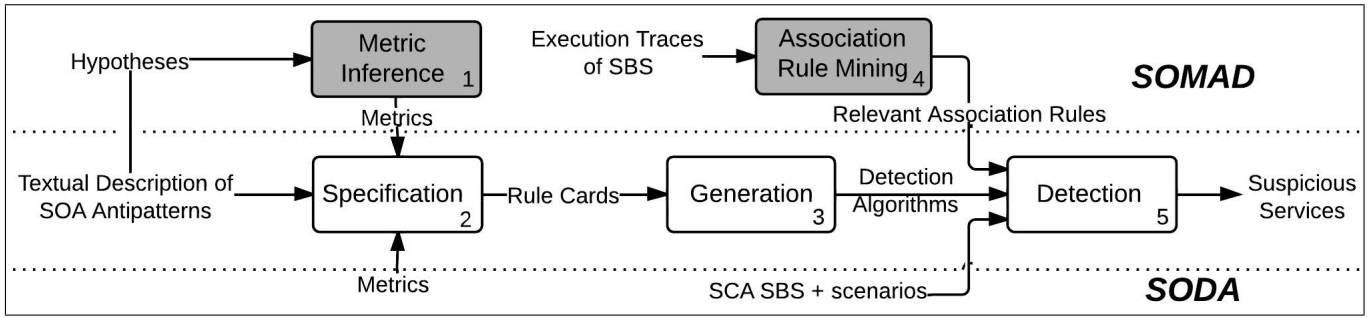 Hypotheses
Metric
Inference
1
Execution Traces
of SBS
Association
Rule Mining
4
SOMAD
Metrics
Relevant Association Rules
Textual Description of
SOA Antipatterns
Specification
2
Rule Cards
Generation
3
Detection
Algorithms
Detection
5
Suspicious
Services
Metrics
SCA SBS + scenarios
SODA